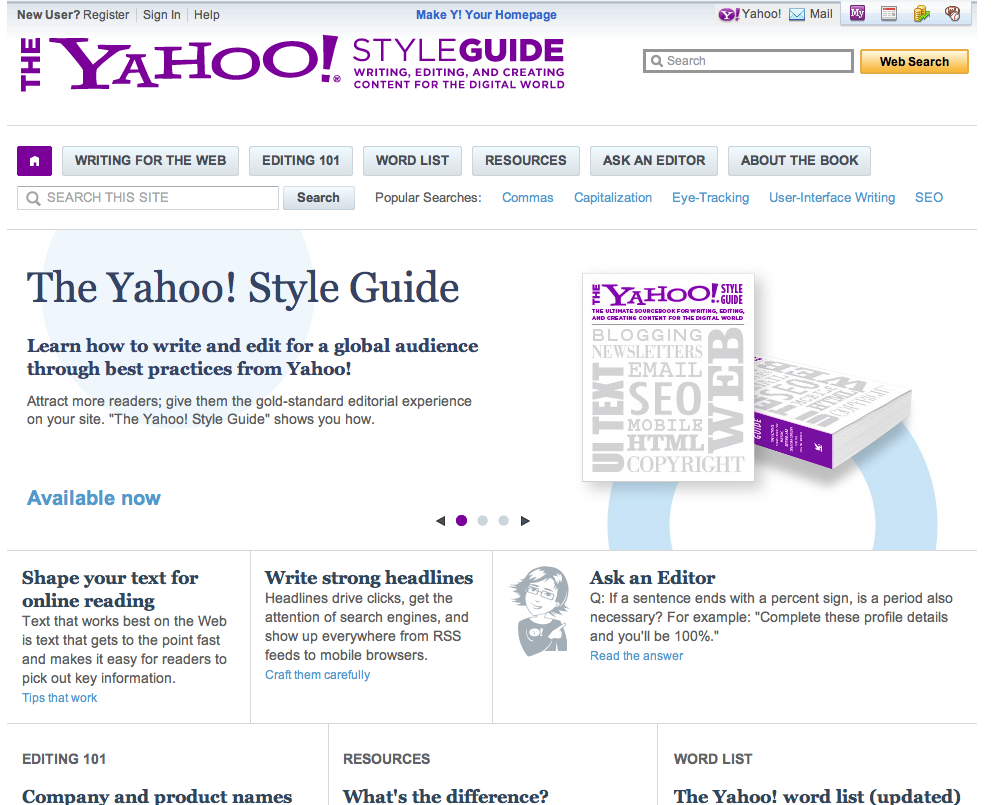 New User? Register Sign In Help Make Y! Your Homepage Y! Yahoo! Mail My
THE YAHOO!® STYLEGUIDE
WRITING, EDITING, AND CREATING
CONTENT FOR THE DIGITAL WORLD
Search Web Search
WRITING FOR THE WEB EDITING 101 WORD LIST RESOURCES ASK AN EDITOR ABOUT THE BOOK
SEARCH THIS SITE Search Popular Searches: Commas Capitalization Eye-Tracking User-Interface Writing SEO
The Yahoo! Style Guide
Learn how to write and edit for a global audience
through best practices from Yahoo!
Attract more readers; give them the gold-standard editorial experience
on your site. "The Yahoo! Style Guide" shows you how.
Available now
THE YAHOO! STYLE GUIDE
THE ULTIMATE SOURCEBOOK FOR WRITING, EDITING,
AND CREATING CONTENT FOR THE DIGITAL WORLD
BLOGGING
NEWSLETTERS
EMAIL
SEO
MOBILE
HTML
COPYRIGHT
UI TEXT
WEB
Shape your text for
online reading
Text that works best on the Web
is text that gets to the point fast
and makes it easy for readers to
pick out key information.
Tips that work
Write strong headlines
Headlines drive clicks, get the
attention of search engines, and
show up everywhere from RSS
feeds to mobile browsers.
Craft them carefully
Ask an Editor
Q: If a sentence ends with a percent sign, is a period also
necessary? For example: "Complete these profile details
and you'll be 100%."
Read the answer
EDITING 101
Company and product names
RESOURCES
What's the difference?
WORD LIST
The Yahoo! word list (updated)